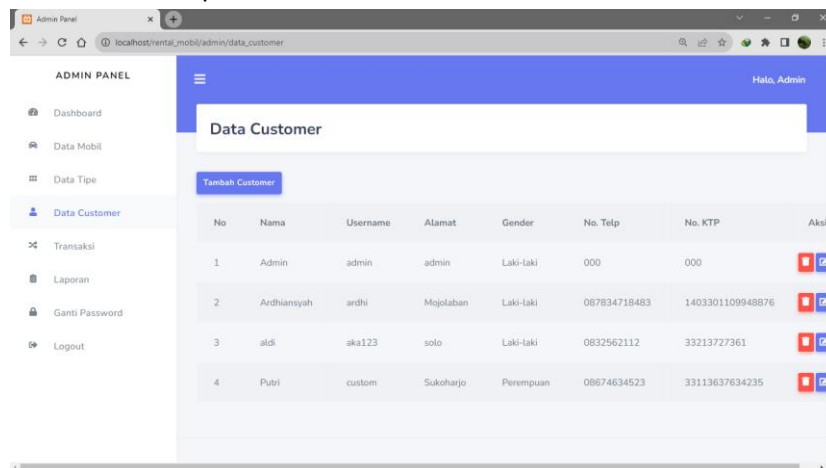 Admin Panel
localhost/rental_mobil/admin/data_customer
ADMIN PANEL
Halo, Admin
Dashboard
Data Mobil
Data Tipe
Data Customer
Transaksi
Laporan
Ganti Password
Logout
Data Customer
Tambah Customer
No Nama Username Alamat Gender No. Telp No. KTP Aksi
1 Admin admin admin Laki-laki 000 000
2 Ardhiansyah ardhi Mojolaban Laki-laki 087834718483 1403301109948876
3 aldi aka123 solo Laki-laki 0832562112 33213727361
4 Putri custom Sukoharjo Perempuan 08674634523 33113637634235